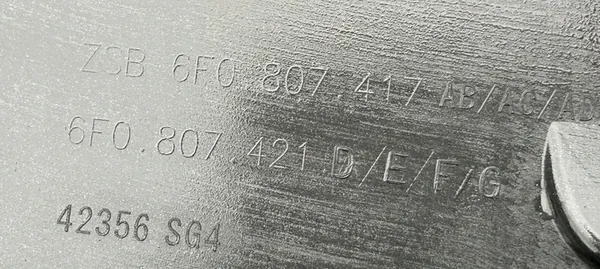 ZSB 6F0.807.417 AB/AC/AD
6F0.807.421.D/E/F/G
42356 SG4